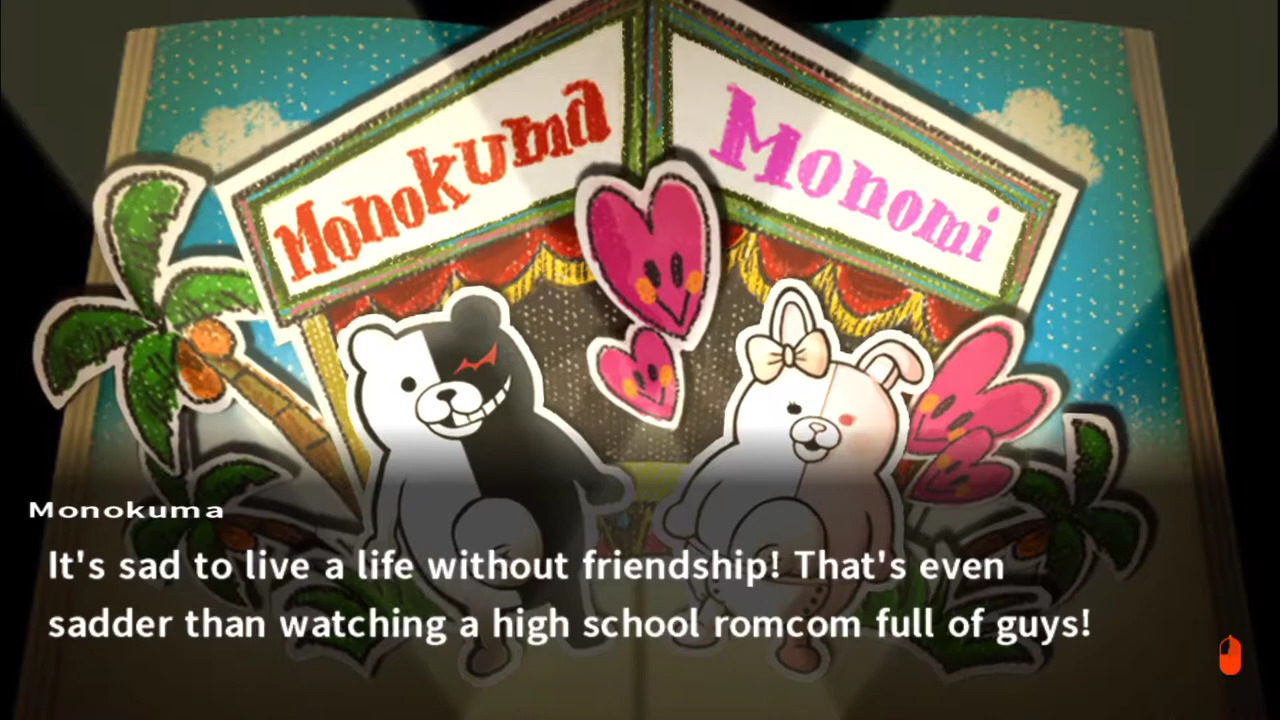 Monokuma
Monomi
Monokuma
It's sad to live a life without friendship! That's even
sadder than watching a high school romcom full of guys!